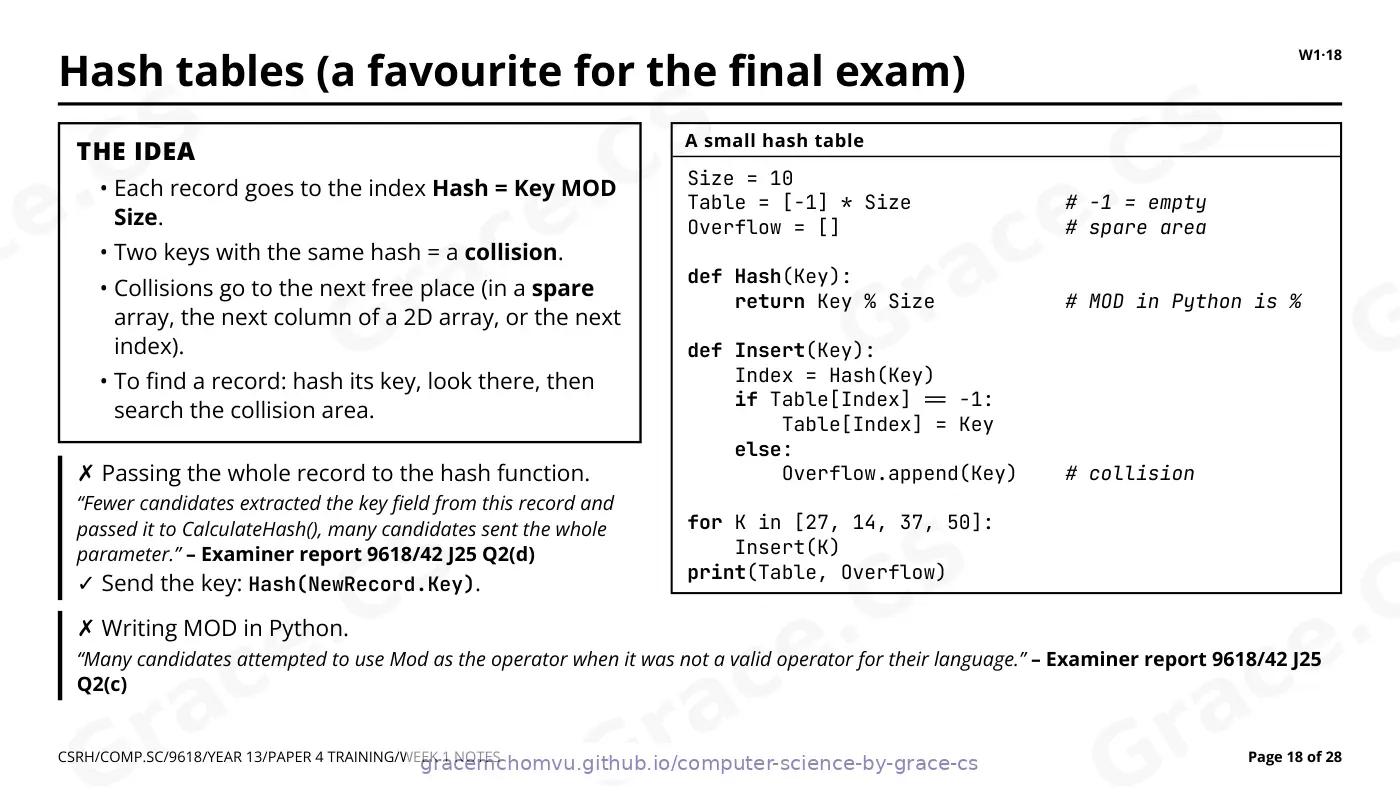 Hash tables (a favourite for the final exam)
W1·18
THE IDEA
• Each record goes to the index Hash = Key MOD
Size.
• Two keys with the same hash = a collision.
• Collisions go to the next free place (in a spare
array, the next column of a 2D array, or the next
index).
• To find a record: hash its key, look there, then
search the collision area.
✗ Passing the whole record to the hash function.
“Fewer candidates extracted the key field from this record and
passed it to CalculateHash(), many candidates sent the whole
parameter.” – Examiner report 9618/42 J25 Q2(d)
✓ Send the key: Hash(NewRecord.Key).
A small hash table
Size = 10
Table = [-1] * Size # -1 = empty
Overflow = [] # spare area
def Hash(Key):
return Key % Size # MOD in Python is %
def Insert(Key):
Index = Hash(Key)
if Table[Index] == -1:
Table[Index] = Key
else:
Overflow.append(Key) # collision
for K in [27, 14, 37, 50]:
Insert(K)
print(Table, Overflow)
✗ Writing MOD in Python.
“Many candidates attempted to use Mod as the operator when it was not a valid operator for their language.” – Examiner report 9618/42 J25
Q2(c)
CSRH/COMP.SC/9618/YEAR 13/PAPER 4 TRAINING/WEEK 1 NOTES
gracemchomvu.github.io/computer-science-by-grace-cs
Page 18 of 28
Grace.CS
Grace.CS
Grace.CS
Grace.CS
Grace.CS